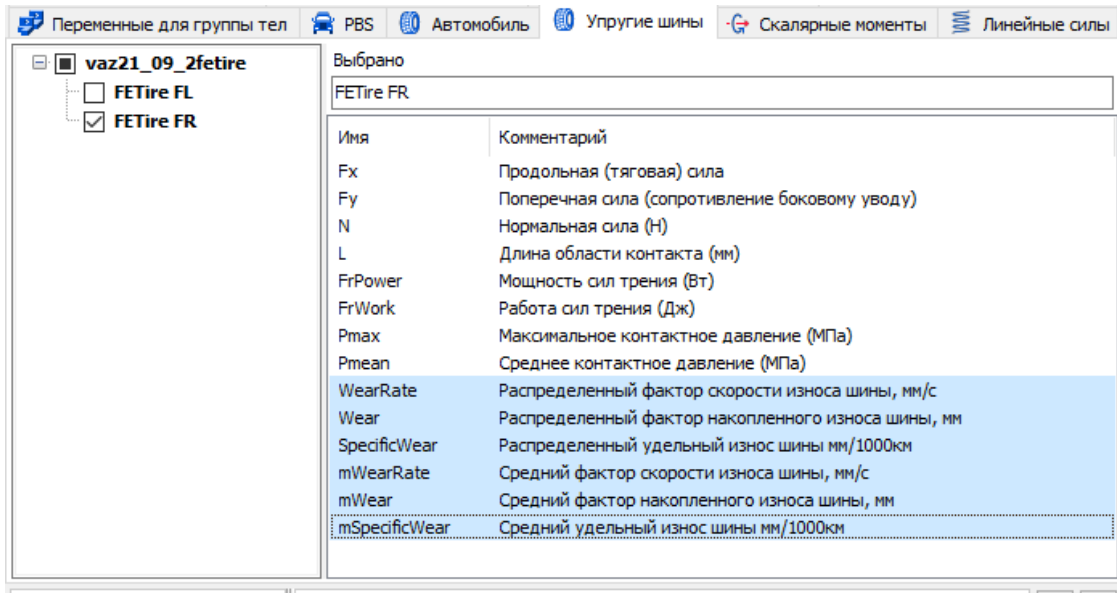 Переменные для группы тел PBS Автомобиль Упругие шины Скалярные моменты Линейные силы
vaz21_09_2fetire
FETire FL
FETire FR
Выбрано
FETire FR
Имя Комментарий
Fx Продольная (тяговая) сила
Fy Поперечная сила (сопротивление боковому уводу)
N Нормальная сила (Н)
L Длина области контакта (мм)
FrPower Мощность сил трения (Вт)
FrWork Работа сил трения (Дж)
Pmax Максимальное контактное давление (МПа)
Pmean Среднее контактное давление (МПа)
WearRate Распределенный фактор скорости износа шины, мм/с
Wear Распределенный фактор накопленного износа шины, мм
SpecificWear Распределенный удельный износ шины мм/1000км
mWearRate Средний фактор скорости износа шины, мм/с
mWear Средний фактор накопленного износа шины, мм
mSpecificWear Средний удельный износ шины мм/1000км